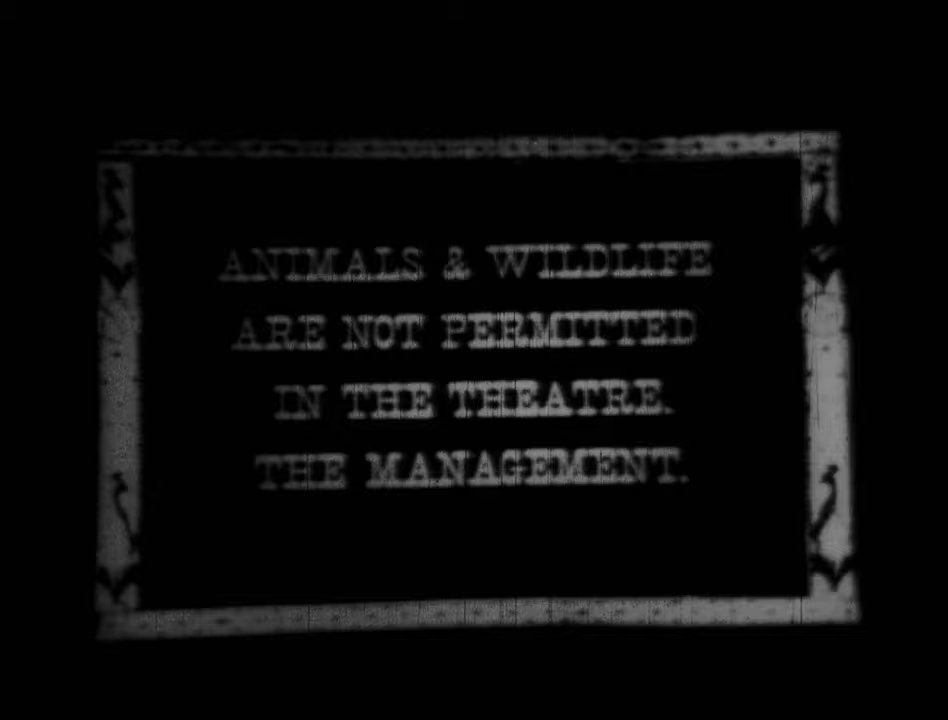 ANIMALS & WILDLIFE
ARE NOT PERMITTED
IN THE THEATRE.
THE MANAGEMENT.